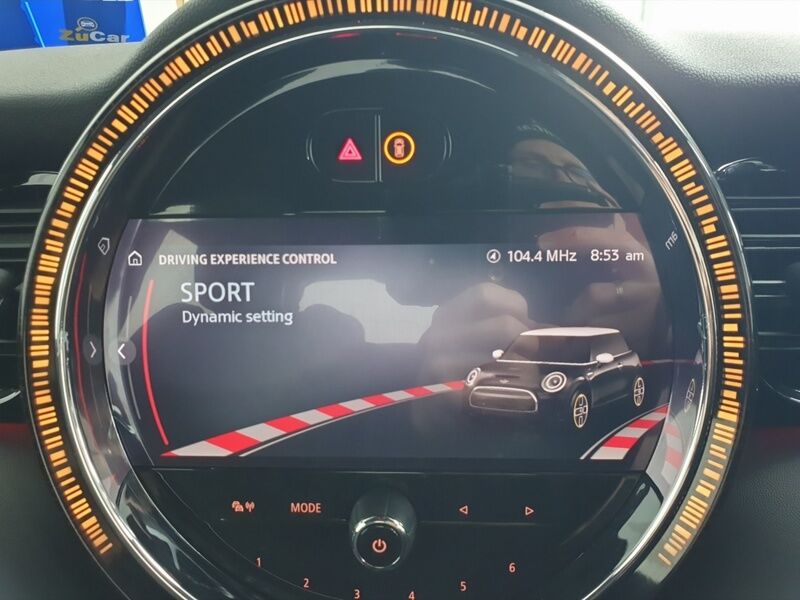 ZuCar
DRIVING EXPERIENCE CONTROL
104.4 MHz
8:53 am
SPORT
Dynamic setting
MODE
1
2
3
4
5
6